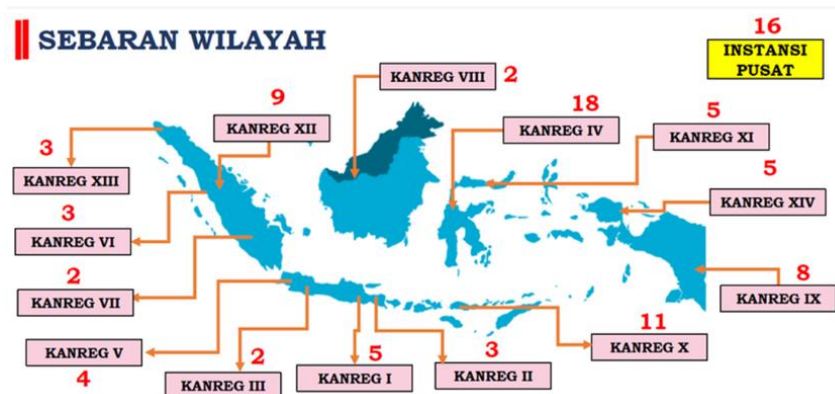 SEBARAN WILAYAH
16
INSTANSI
PUSAT
KANREG VIII
2
9
KANREG XII
18
KANREG IV
5
KANREG XI
3
KANREG XIII
5
KANREG XIV
3
KANREG VI
2
KANREG VII
8
KANREG IX
11
KANREG X
KANREG V
4
2
KANREG III
5
KANREG I
3
KANREG II